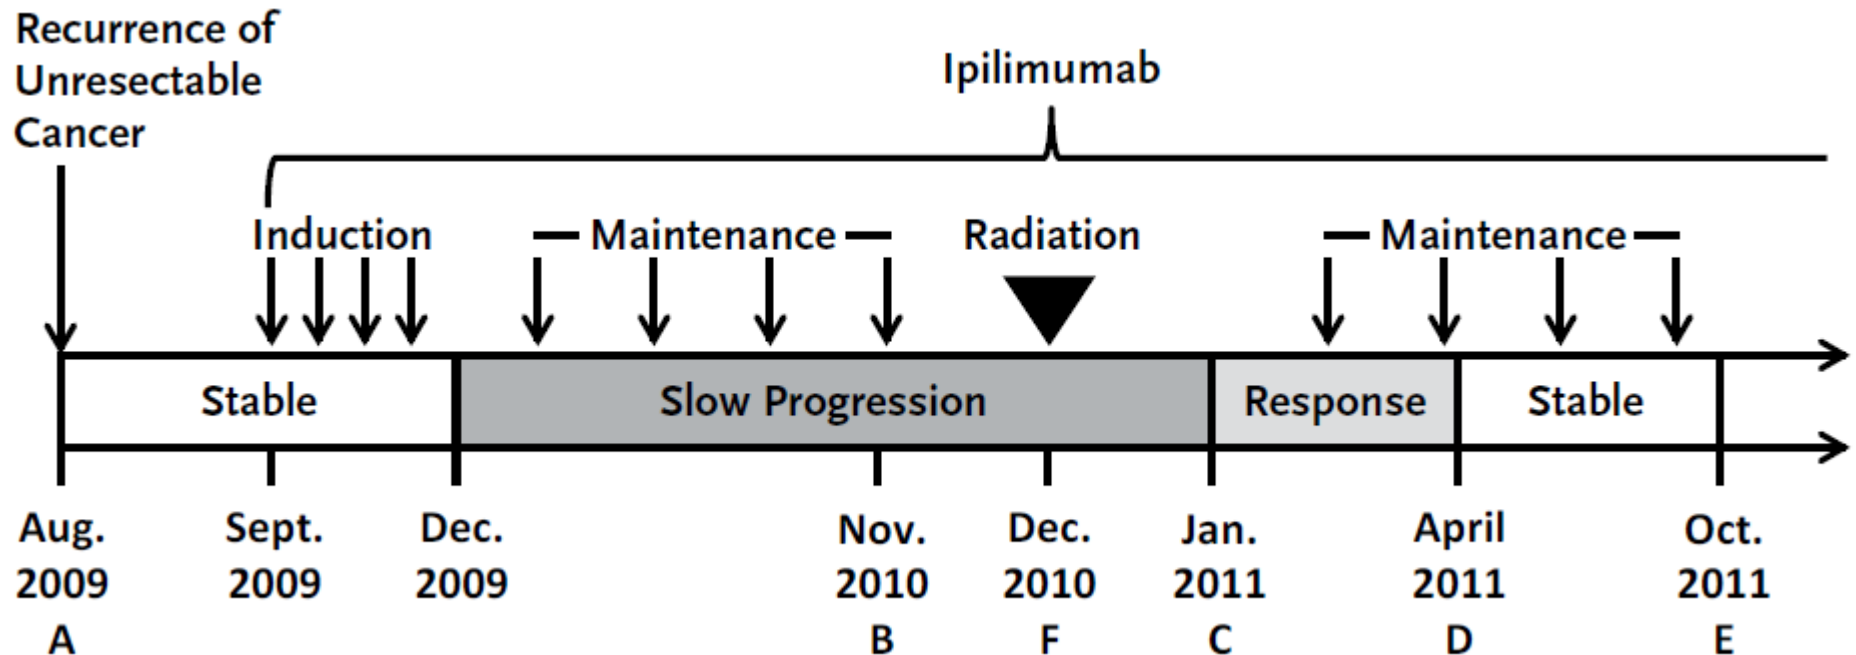 Recurrence of
Unresectable
Cancer
Ipilimumab
Induction
Maintenance
Radiation
Maintenance
Stable
Slow Progression
Response
Stable
Aug.
2009
A
Sept.
2009
Dec.
2009
Nov.
2010
B
Dec.
2010
F
Jan.
2011
C
April
2011
D
Oct.
2011
E